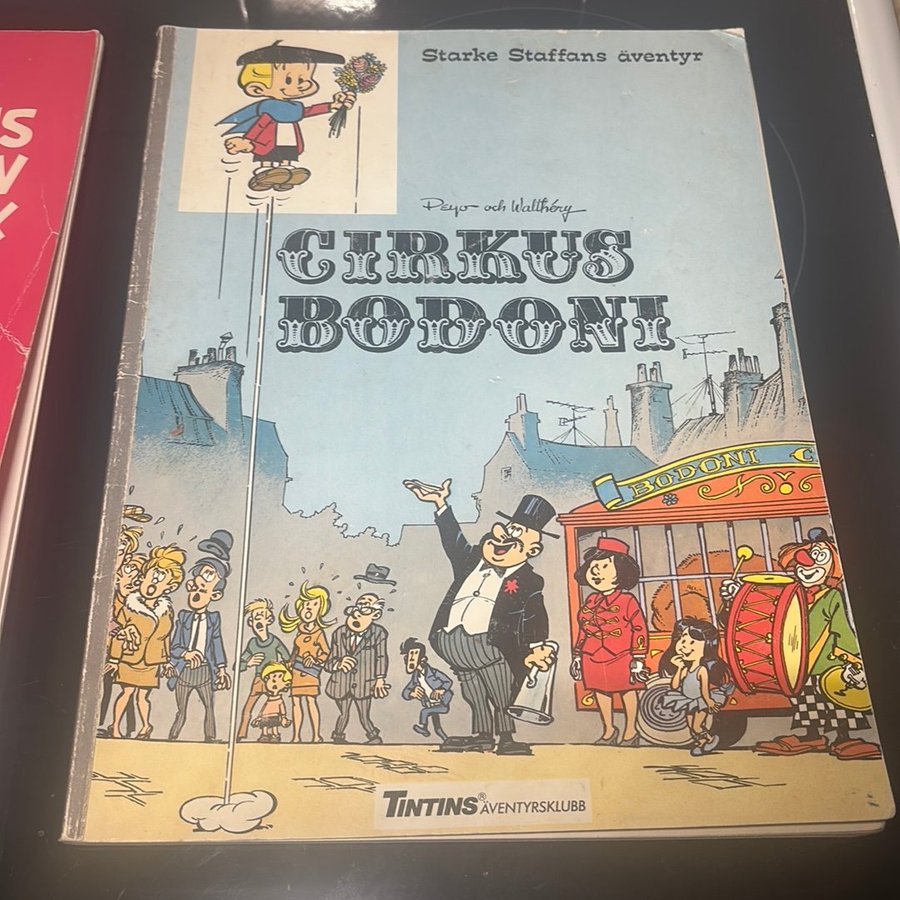 Starke Staffans äventyr
Peyo och Walthéry
CIRKUS
BODONI
BODONI C
TINTINS® ÄVENTYRSKLUBB